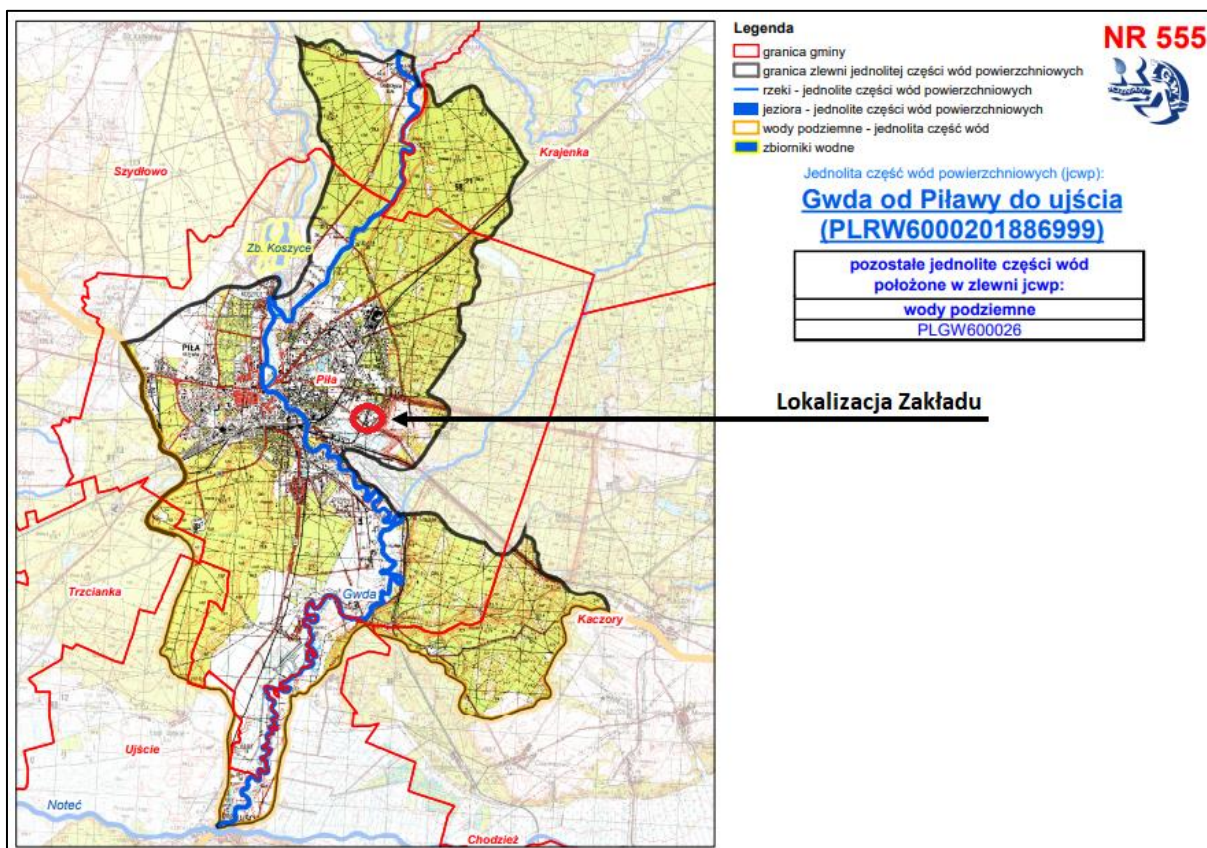 Legenda
granica gminy
granica zlewni jednolitej części wód powierzchniowych
rzeki - jednolite części wód powierzchniowych
jeziora - jednolite części wód powierzchniowych
wody podziemne - jednolita część wód
zbiorniki wodne
NR 555
Jednolita część wód powierzchniowych (jcwp):
Gwda od Piławy do ujścia
(PLRW6000201886999)
pozostałe jednolite części wód
położone w zlewni jcwp:
wody podziemne
PLGW600026
Lokalizacja Zakładu
Szydłowo
Krajenka
Zb. Koszyce
PIŁA
Piła
Trzcianka
Gwda
Kaczory
Ujście
Noteć
Chodzież